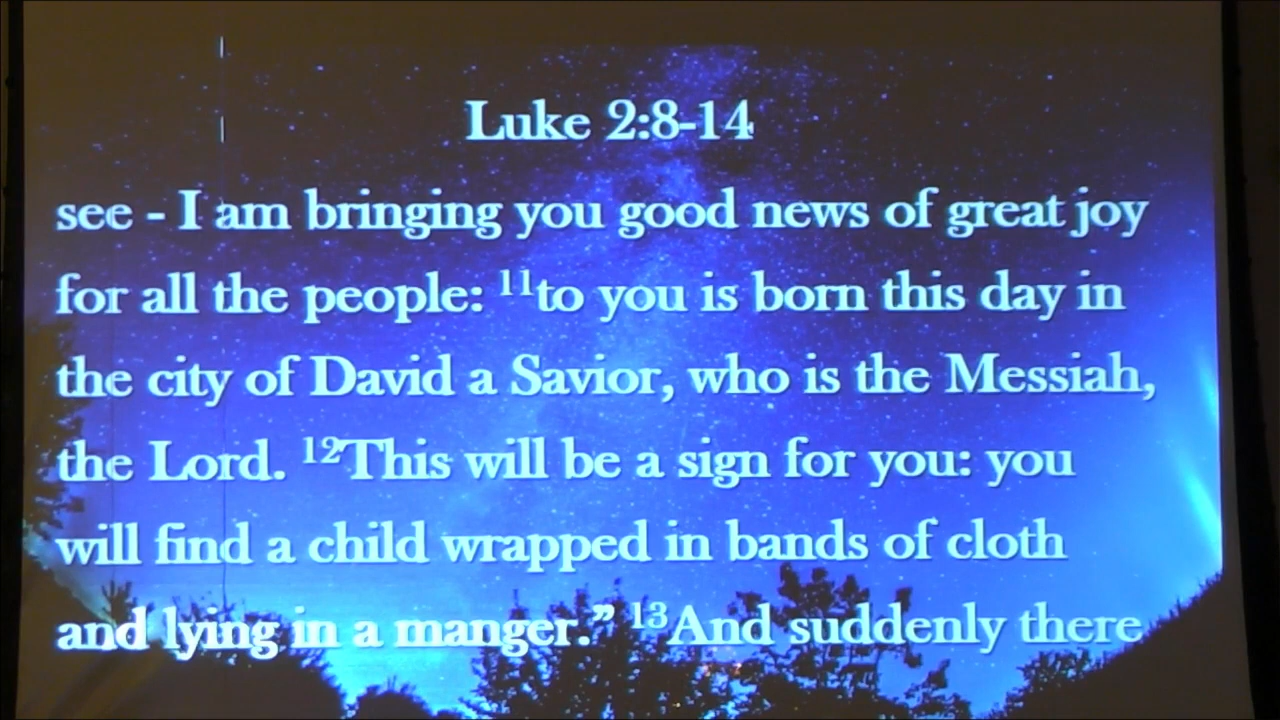 Luke 2:8-14
see - I am bringing you good news of great joy
for all the people: ¹¹to you is born this day in
the city of David a Savior, who is the Messiah,
the Lord. ¹²This will be a sign for you: you
will find a child wrapped in bands of cloth
and lying in a manger.” ¹³And suddenly there